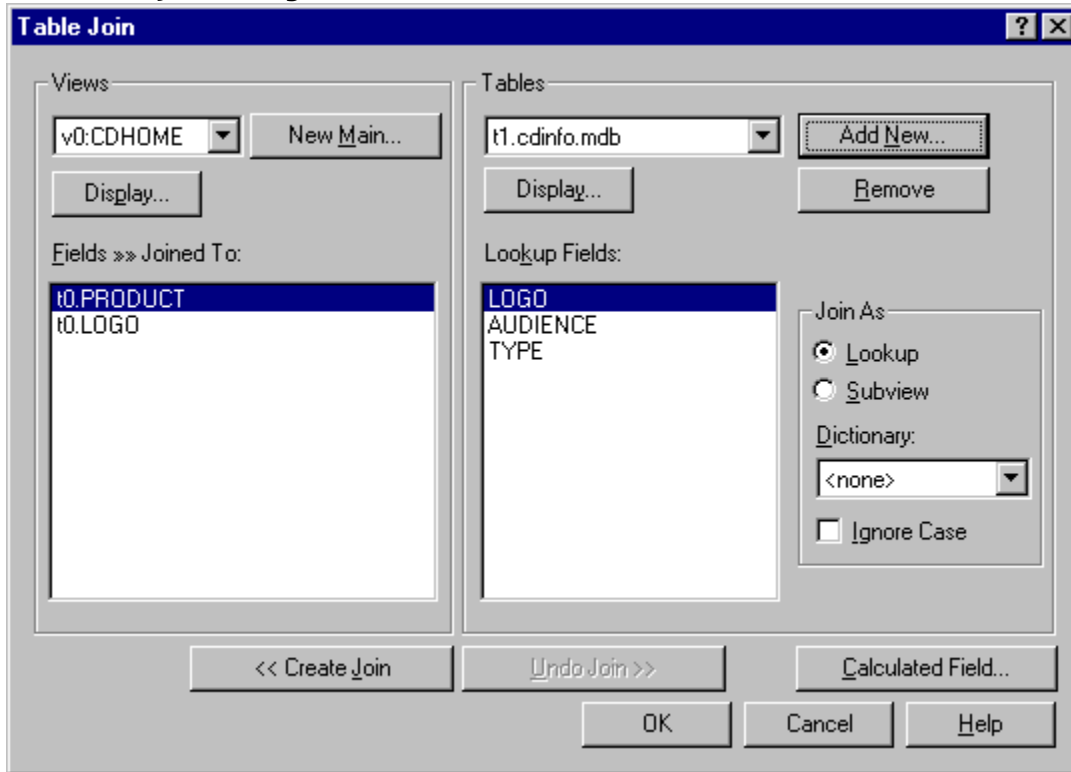 Table Join
Views
v0:CDHOME
New Main...
Display...
Fields »» Joined To:
t0.PRODUCT
t0.LOGO
Tables
t1.cdinfo.mdb
Add New...
Display...
Remove
Lookup Fields:
LOGO
AUDIENCE
TYPE
Join As
Lookup
Subview
Dictionary:
<none>
Ignore Case
<< Create Join
Undo Join >>
Calculated Field...
OK
Cancel
Help